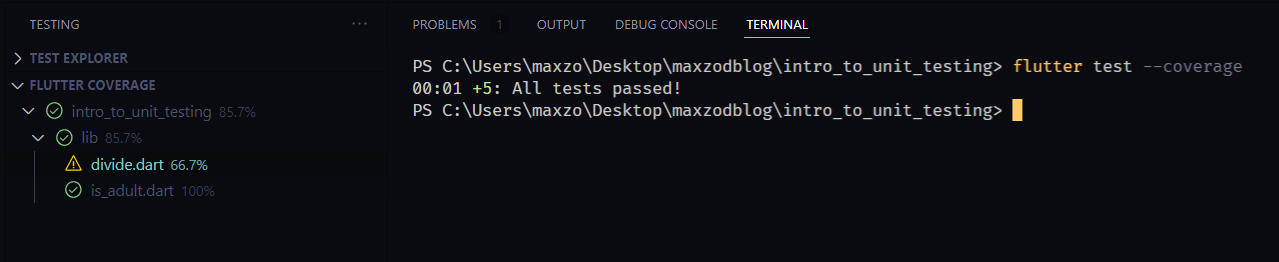 TESTING ···
TEST EXPLORER
FLUTTER COVERAGE
intro_to_unit_testing 85.7%
lib 85.7%
divide.dart 66.7%
is_adult.dart 100%
PROBLEMS 1 OUTPUT DEBUG CONSOLE TERMINAL
PS C:\Users\maxzo\Desktop\maxzodblog\intro_to_unit_testing> flutter test --coverage
00:01 +5: All tests passed!
PS C:\Users\maxzo\Desktop\maxzodblog\intro_to_unit_testing>